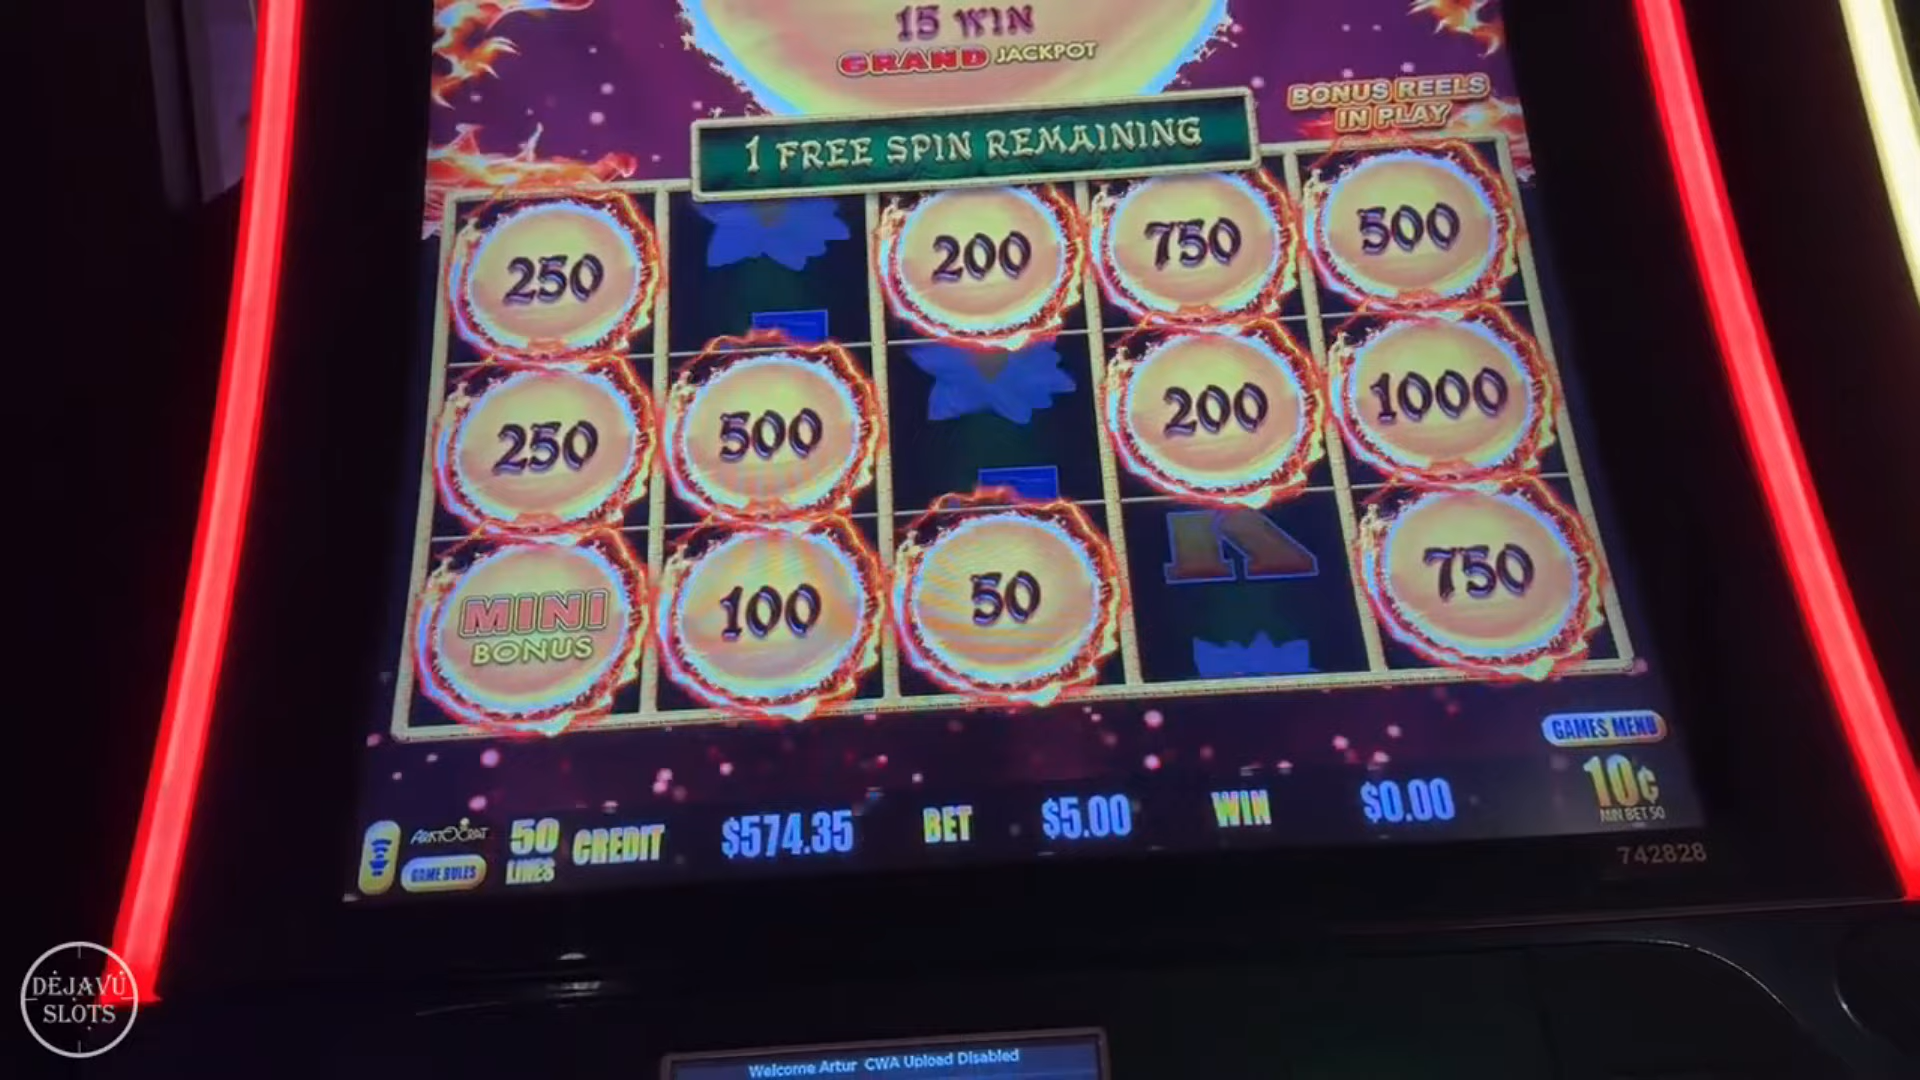 15 WIN
GRAND JACKPOT
BONUS REELS
IN PLAY
1 FREE SPIN REMAINING
250
200
750
500
250
500
200
1000
MINI
BONUS
100
50
K
750
GAMES MENU
ARISTOCRAT
GAME RULES
50
LINES
CREDIT $574.35 BET $5.00 WIN $0.00
10¢
MIN BET 50
742828
DÉJAVÚ
SLOTS
Welcome Artur CWA Upload Disabled